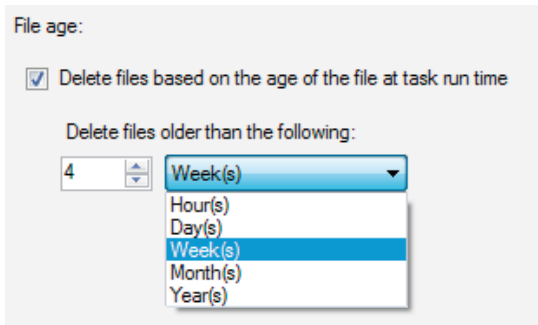 File age:
Delete files based on the age of the file at task run time
Delete files older than the following:
4 Week(s)
Hour(s)
Day(s)
Week(s)
Month(s)
Year(s)